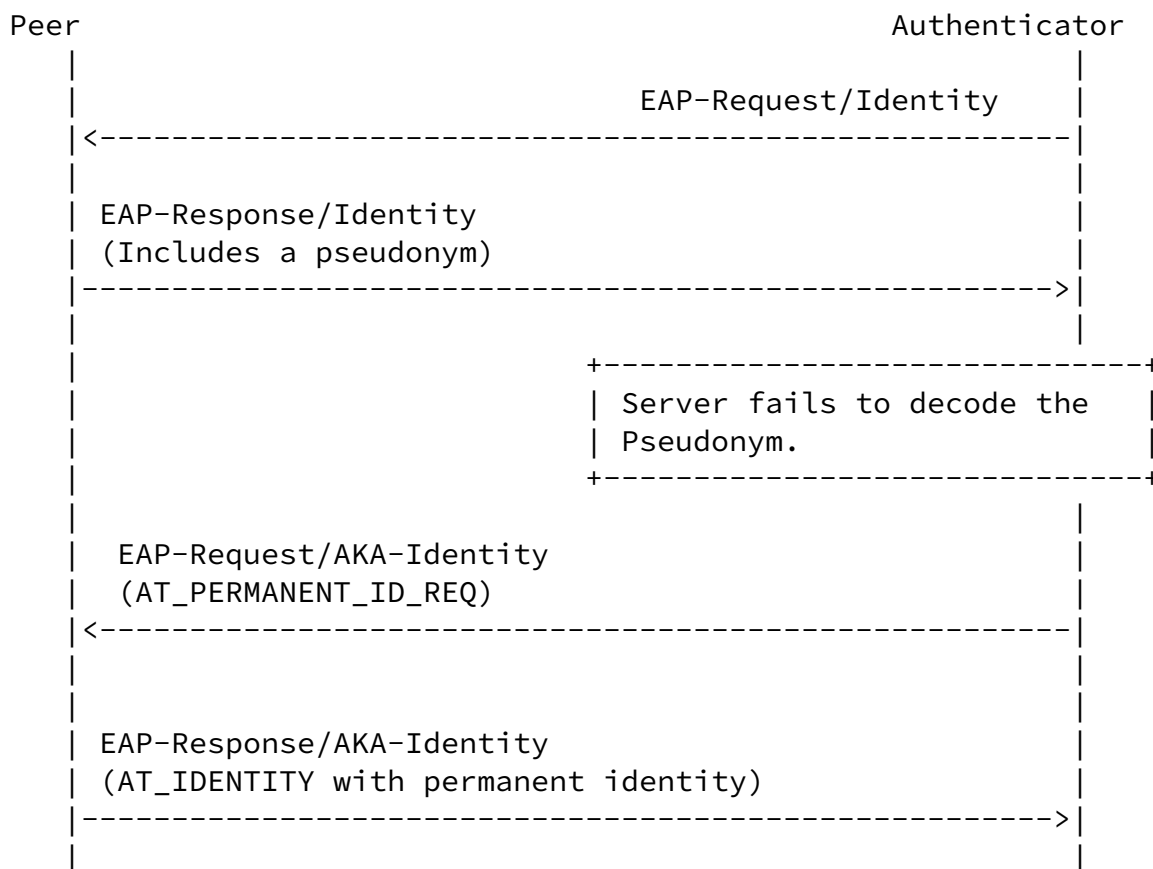 Peer Authenticator
EAP-Request/Identity
EAP-Response/Identity
(Includes a pseudonym)
Server fails to decode the
Pseudonym.
EAP-Request/AKA-Identity
(AT_PERMANENT_ID_REQ)
EAP-Response/AKA-Identity
(AT_IDENTITY with permanent identity)